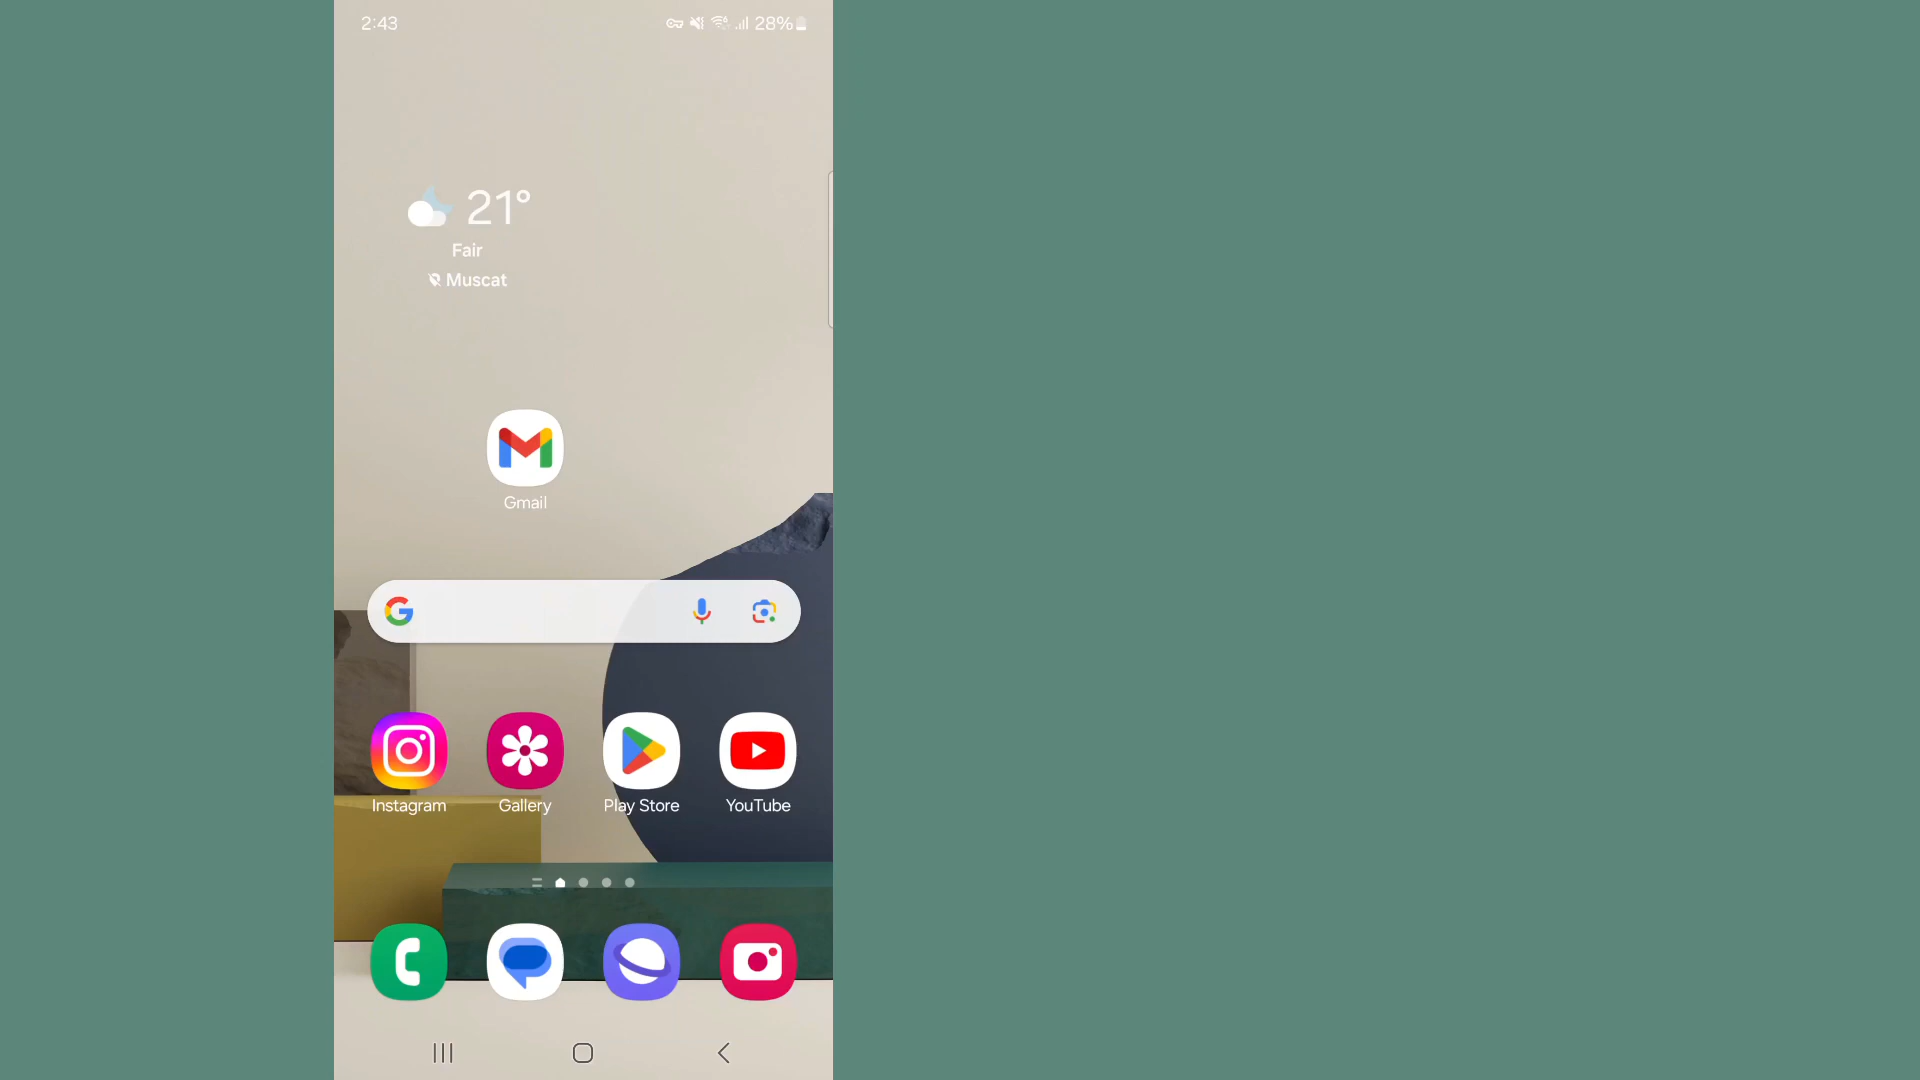 2:43
28%
21°
Fair
Muscat
Gmail
Instagram
Gallery
Play Store
YouTube